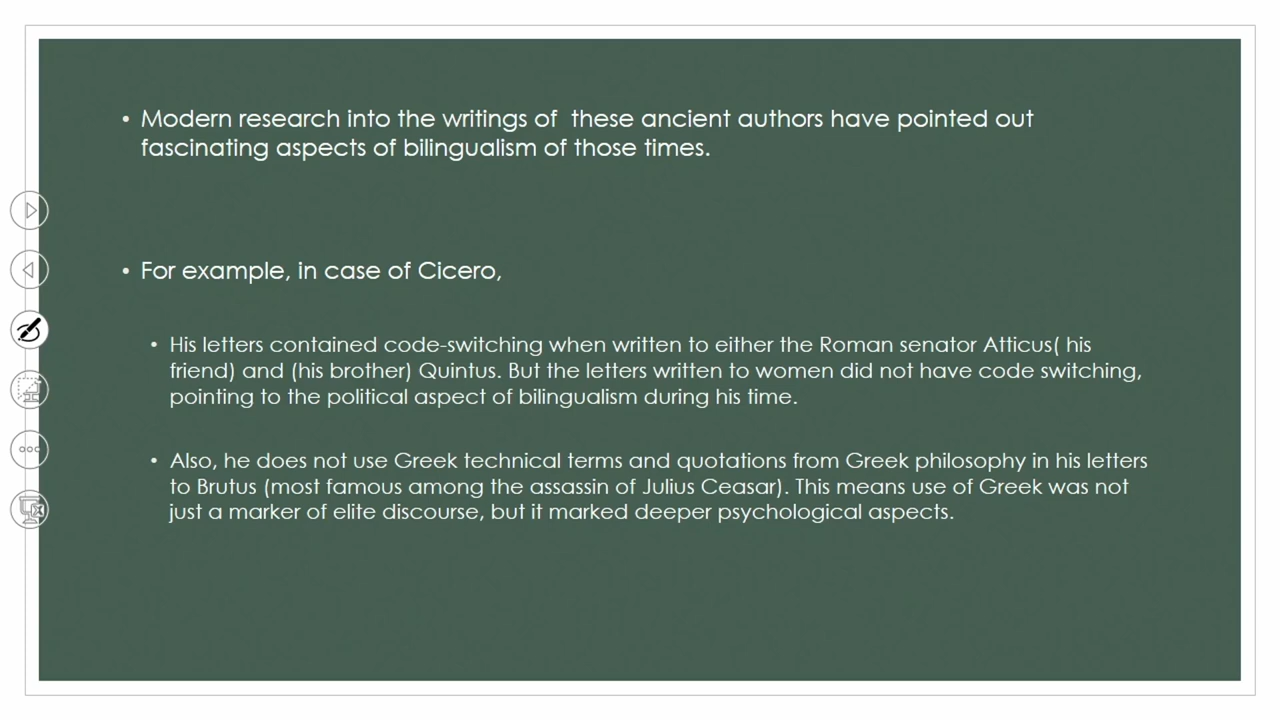 • Modern research into the writings of  these ancient authors have pointed out
fascinating aspects of bilingualism of those times.
• For example, in case of Cicero,
• His letters contained code-switching when written to either the Roman senator Atticus( his
friend) and (his brother) Quintus. But the letters written to women did not have code switching,
pointing to the political aspect of bilingualism during his time.
• Also, he does not use Greek technical terms and quotations from Greek philosophy in his letters
to Brutus (most famous among the assassin of Julius Ceasar). This means use of Greek was not
just a marker of elite discourse, but it marked deeper psychological aspects.